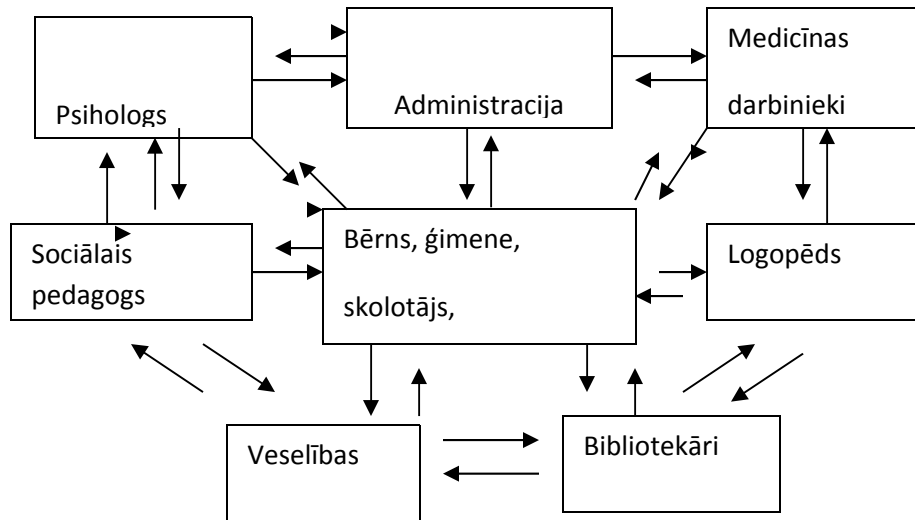 Medicīnas
darbinieki
Administracija
Psihologs
Bērns, ģimene,
skolotājs,
Sociālais
pedagogs
Logopēds
Veselības
Bibliotekāri